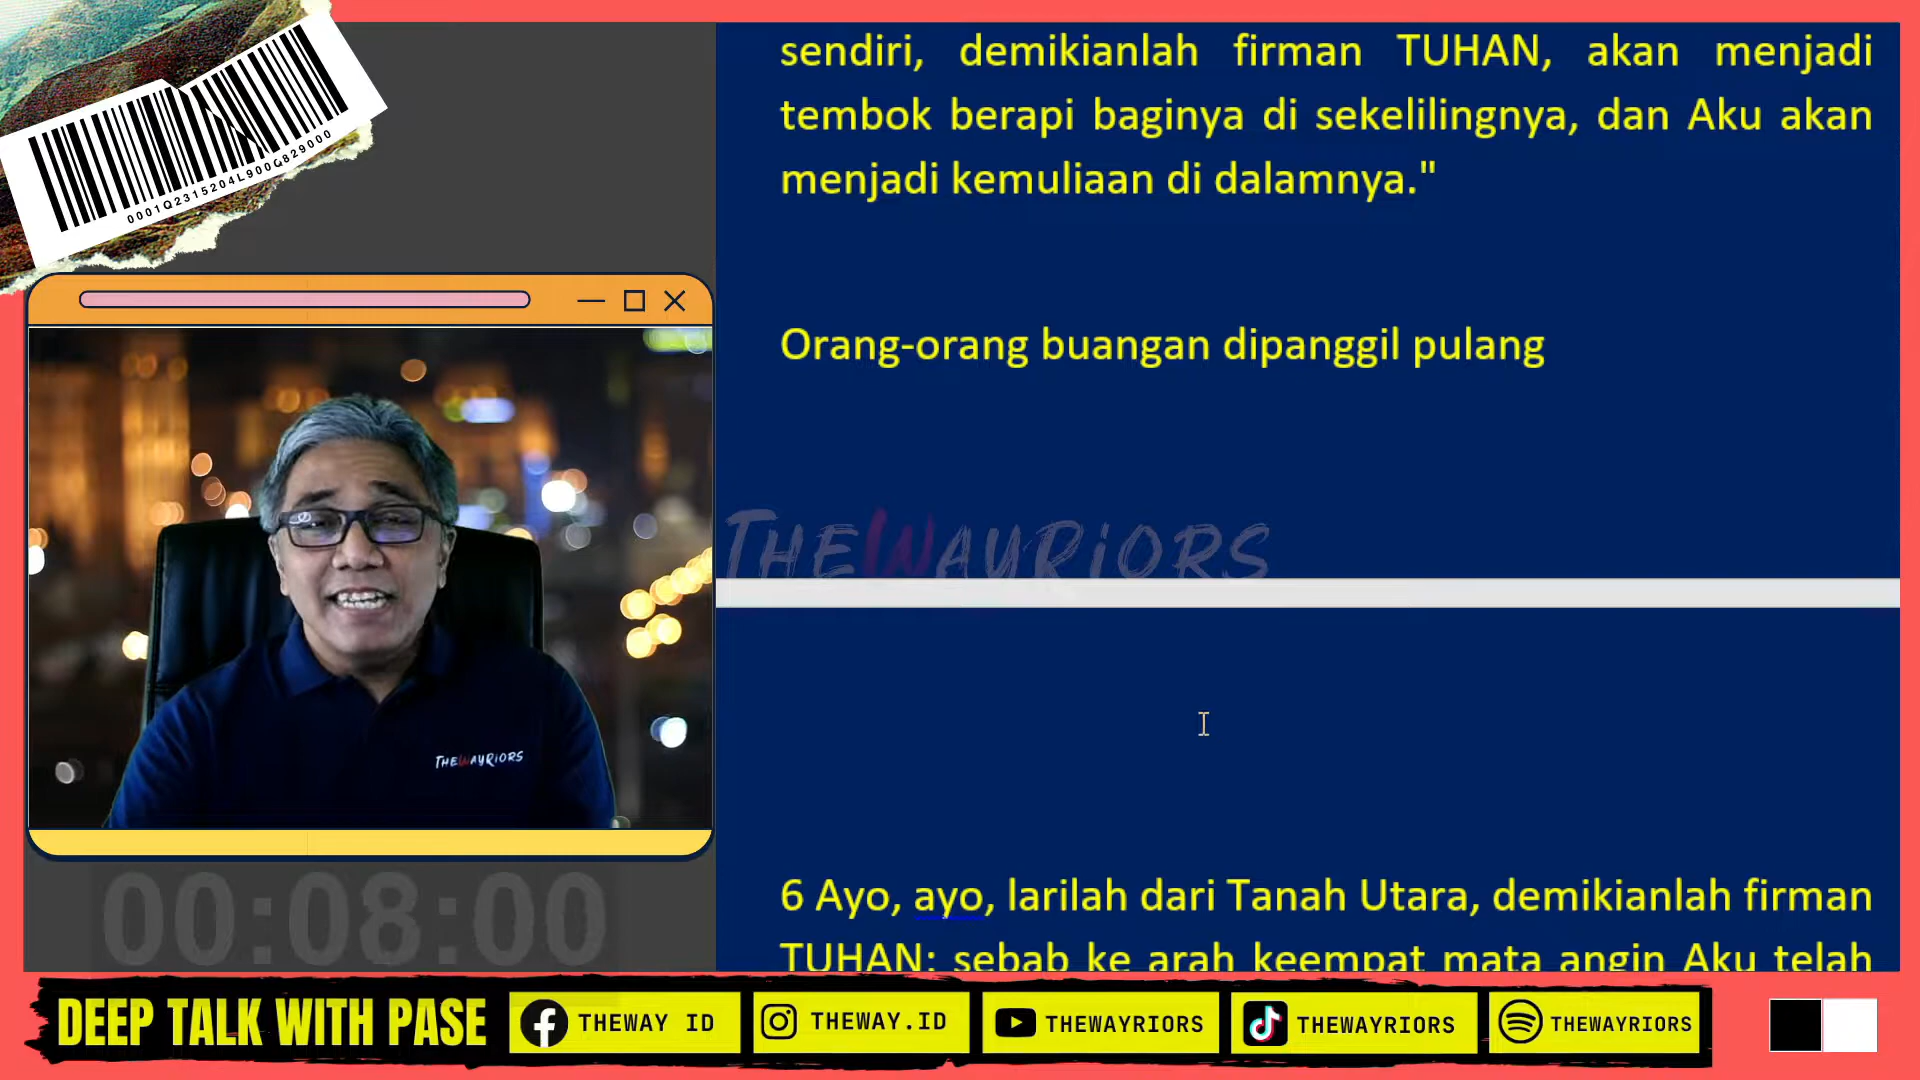 0001Q2315204L900Q829000
sendiri, demikianlah firman TUHAN, akan menjadi
tembok berapi baginya di sekelilingnya, dan Aku akan
menjadi kemuliaan di dalamnya."
Orang-orang buangan dipanggil pulang
THEWAYRiORS
THEWAYRiORS
6 Ayo, ayo, larilah dari Tanah Utara, demikianlah firman
TUHAN: sebab ke arah keempat mata angin Aku telah
00:08:00
DEEP TALK WITH PASE
THEWAY ID
THEWAY.ID
THEWAYRIORS
THEWAYRIORS
THEWAYRIORS